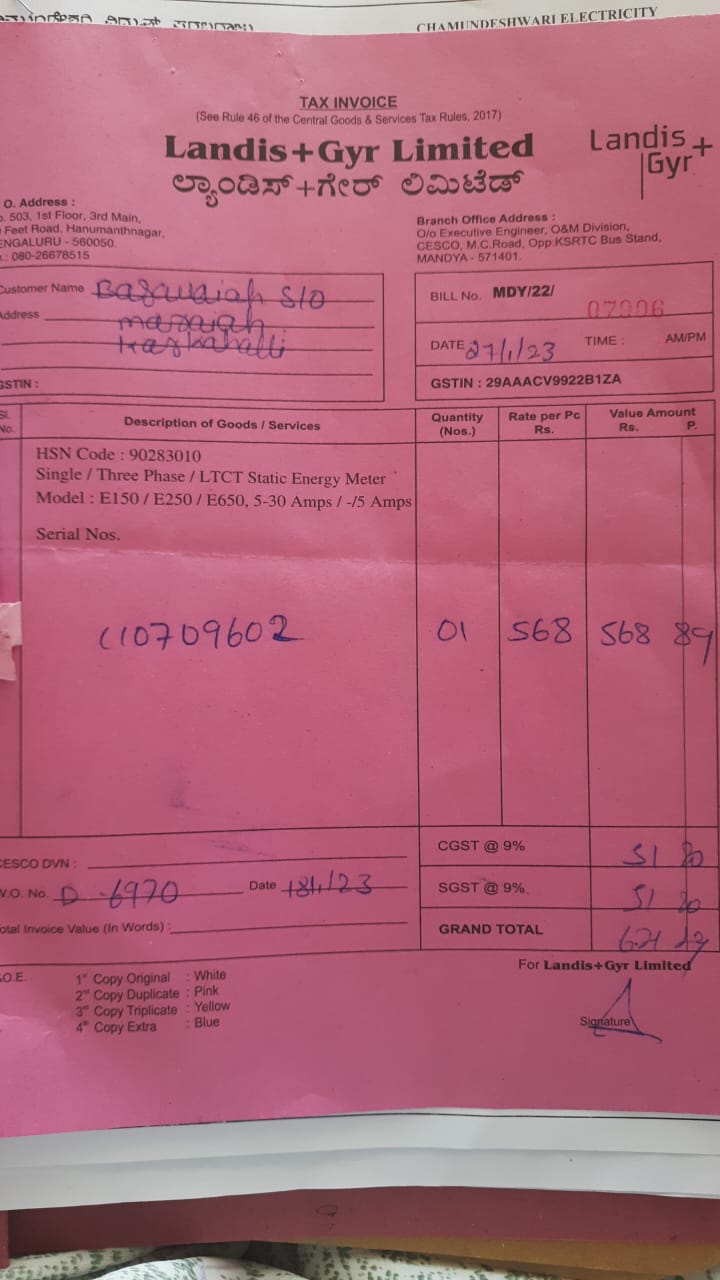 CHAMUNDESHWARI ELECTRICITY
TAX INVOICE
(See Rule 46 of the Central Goods & Services Tax Rules, 2017)
Landis+Gyr Limited
ಲ್ಯಾಂಡಿಸ್+ಗೇರ್ ಲಿಮಿಟೆಡ್
Landis
Gyr+
O. Address :
. 503, 1st Floor, 3rd Main,
Feet Road, Hanumanthnagar,
ENGALURU - 560050.
.: 080-26678515
Branch Office Address :
O/o Executive Engineer, O&M Division,
CESCO, M.C.Road, Opp:KSRTC Bus Stand,
MANDYA - 571401.
Customer Name Basavaiah S/O
Address
masaiah
GSTIN :
BILL No. MDY/22/ 07006
DATE 27/1/23 TIME : AM/PM
GSTIN : 29AAACV9922B1ZA
Sl. No. Description of Goods / Services Quantity (Nos.) Rate per Pc Rs. Value Amount Rs. P.
HSN Code : 90283010
Single / Three Phase / LTCT Static Energy Meter
Model : E150 / E250 / E650, 5-30 Amps / -/5 Amps
Serial Nos.
110709602 01 568 568 89
CGST @ 9% 51 20
SGST @ 9% 51 20
GRAND TOTAL 671
CESCO DVN :
W.O. No. D -6970 Date 18/1/23
otal Invoice Value (In Words) :
For Landis+Gyr Limited
.O.E.
1st Copy Original : White
2nd Copy Duplicate : Pink
3rd Copy Triplicate : Yellow
4th Copy Extra : Blue
Signature